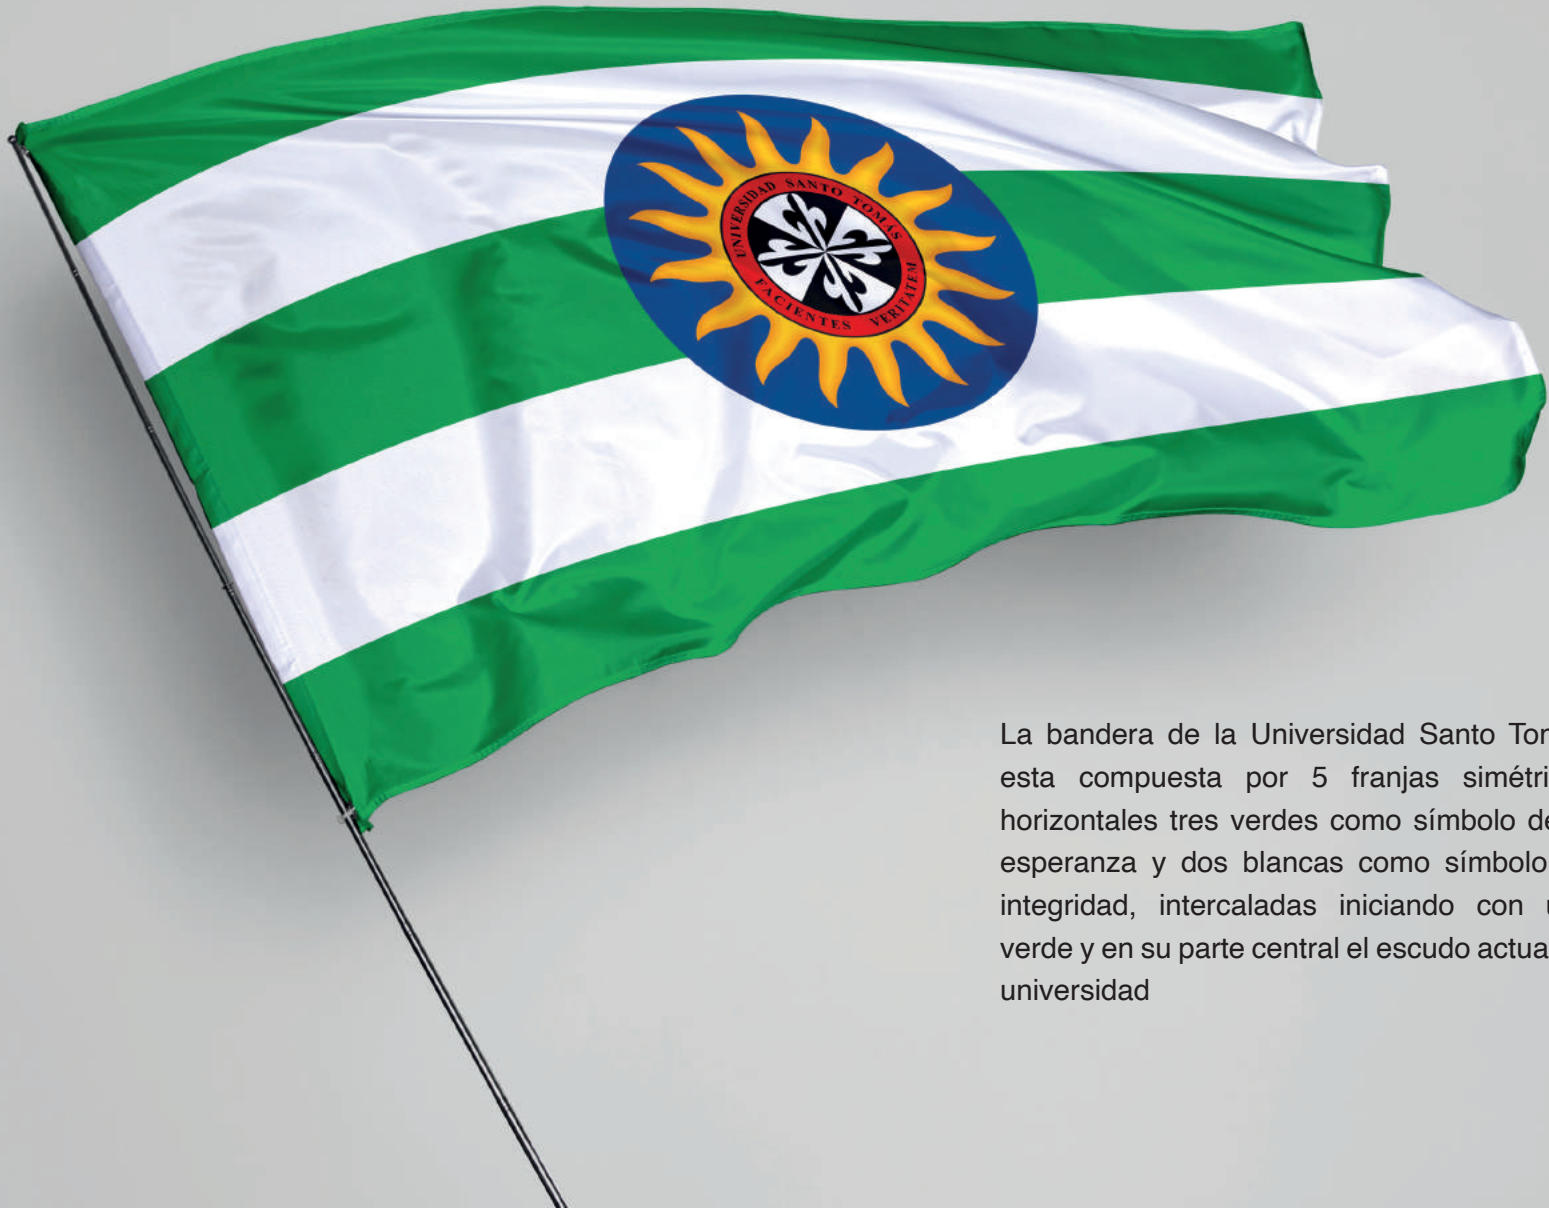 UNIVERSIDAD SANTO TOMAS
FACIENTES VERITATEM
La bandera de la Universidad Santo
esta compuesta por 5 franjas
horizontales tres verdes como símbolo
esperanza y dos blancas como símbolo
integridad, intercaladas iniciando con
verde y en su parte central el escudo
universidad